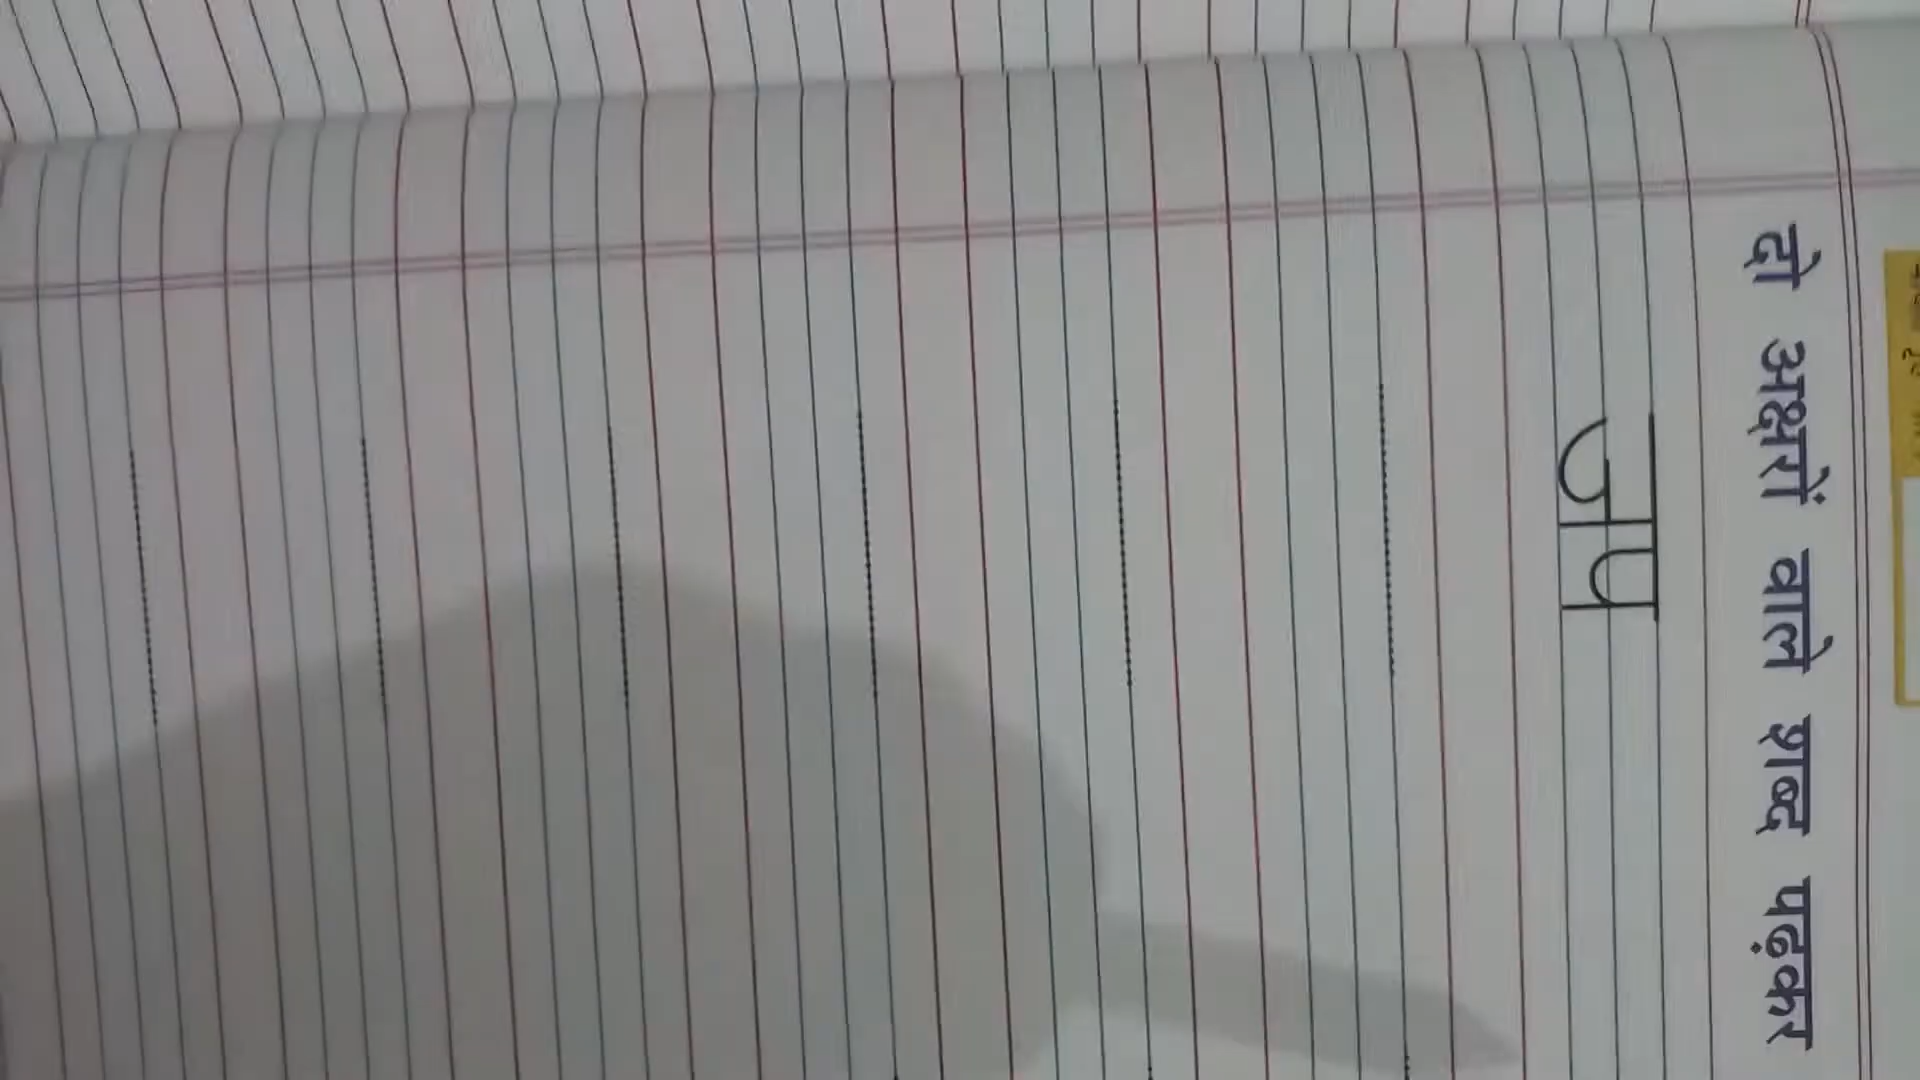 दो अक्षरों वाले शब्द पढ़कर
जप